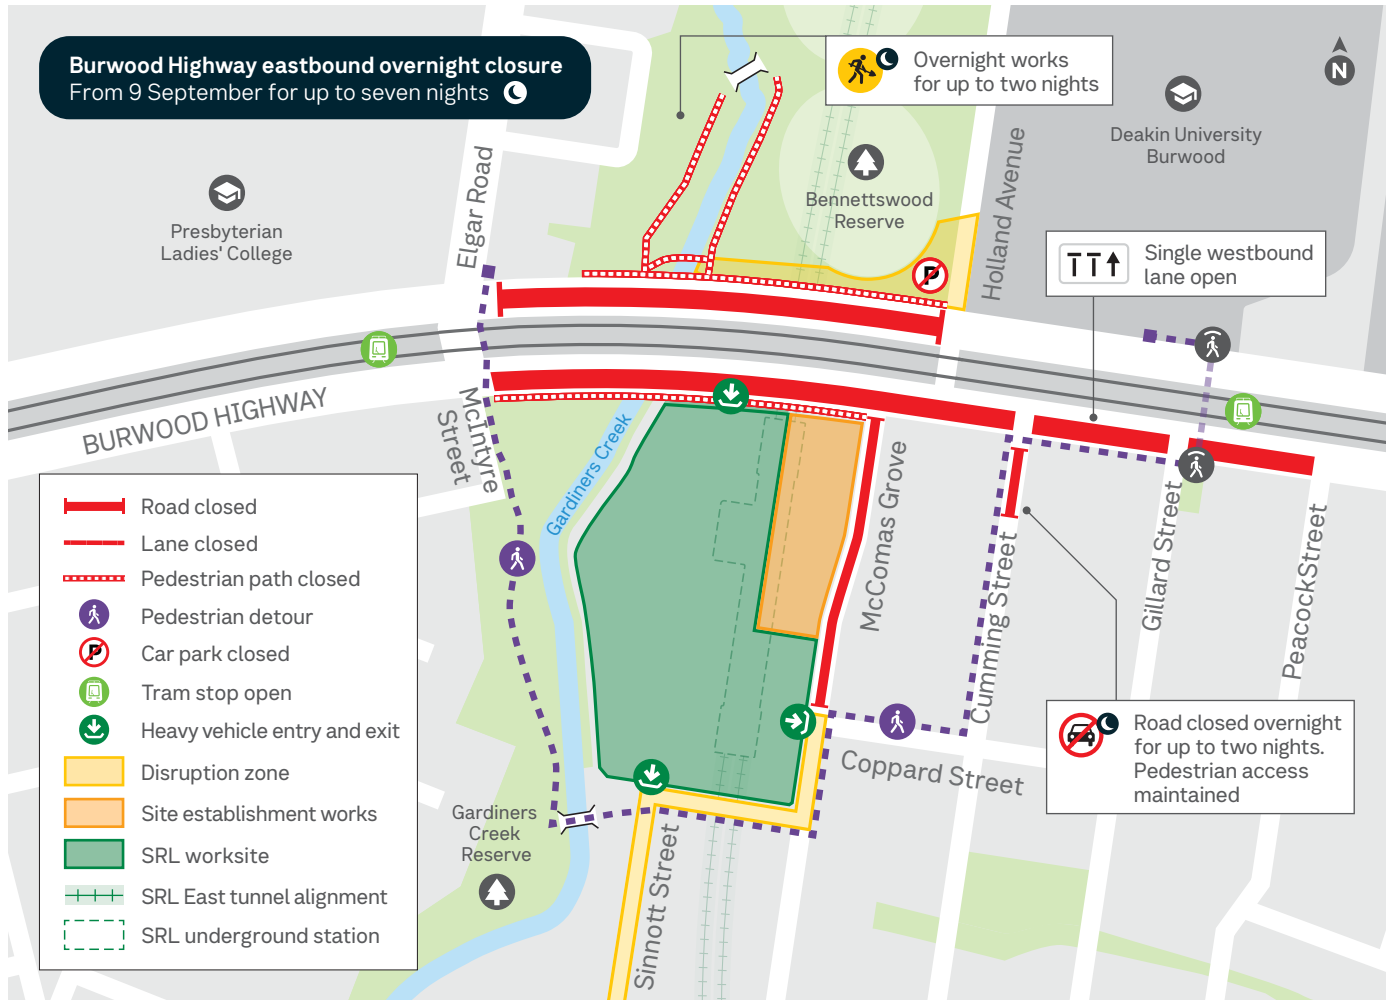 Burwood Highway eastbound overnight closure
From 9 September for up to seven nights
Overnight works
for up to two nights
N
Deakin University
Burwood
Presbyterian
Ladies' College
Elgar Road
Bennettswood
Reserve
Holland Avenue
P
Single westbound
lane open
BURWOOD HIGHWAY
McIntyre
Street
Gardiners Creek
McComas Grove
Cumming Street
Gillard Street
Peacock Street
Road closed
Lane closed
Pedestrian path closed
Pedestrian detour
P
Car park closed
Tram stop open
Heavy vehicle entry and exit
Disruption zone
Site establishment works
SRL worksite
SRL East tunnel alignment
SRL underground station
Road closed overnight
for up to two nights.
Pedestrian access
maintained
Coppard Street
Gardiners
Creek
Reserve
Sinnott Street